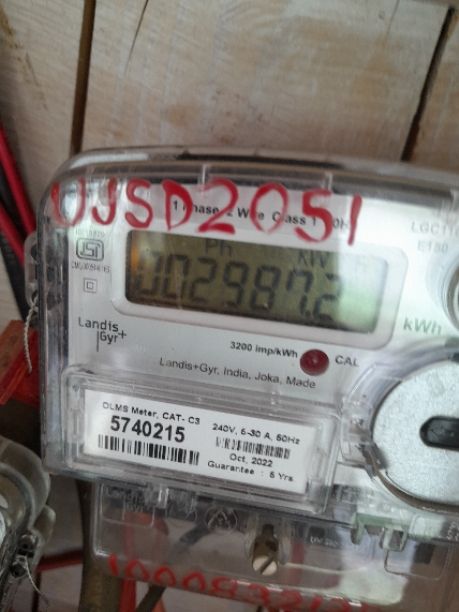 UJSD2051
1 Phase 2 Wire Class 1
Ph kW
002987.2
kWh
Landis
Gyr+
3200 imp/kWh CAL
Landis+Gyr, India, Joka, Made
DLMS Meter, CAT- C3
5740215
240V, 5-30 A, 50Hz
Oct, 2022
Guarantee : 5 Yrs